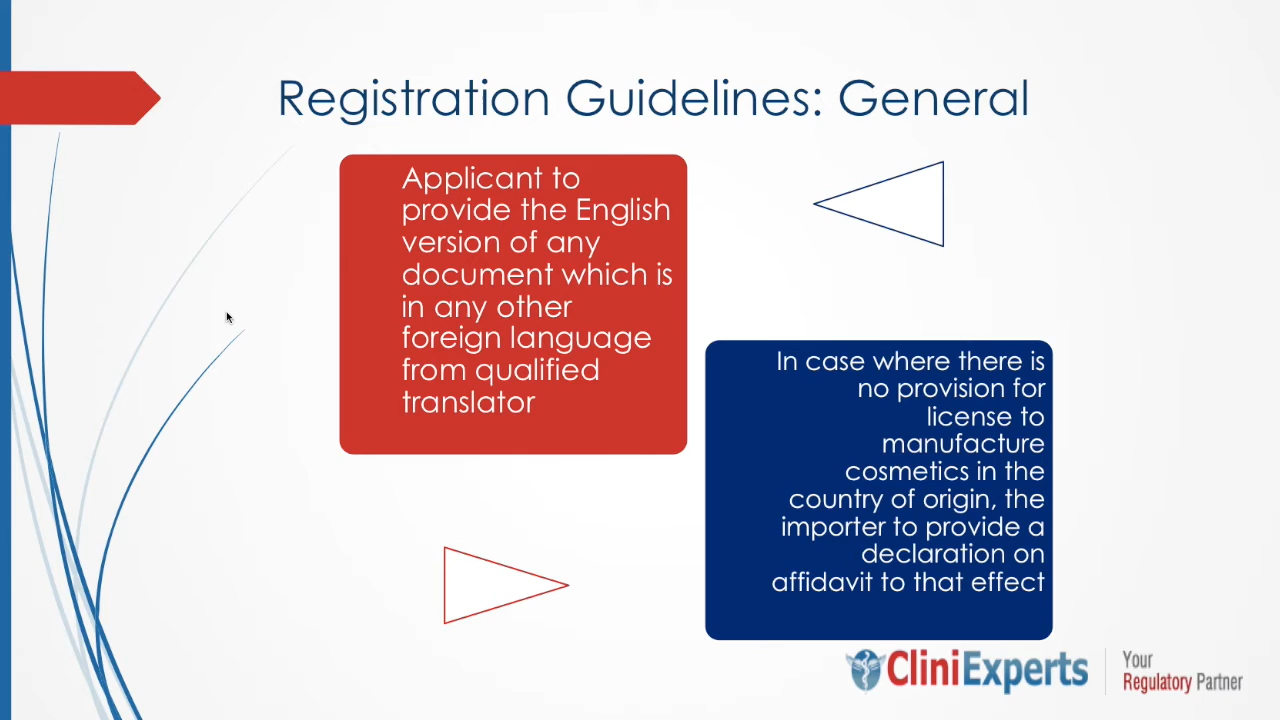 Registration Guidelines: General
Applicant to
provide the English
version of any
document which is
in any other
foreign language
from qualified
translator
In case where there is
no provision for
license to
manufacture
cosmetics in the
country of origin, the
importer to provide a
declaration on
affidavit to that effect
CliniExperts
Your
Regulatory Partner